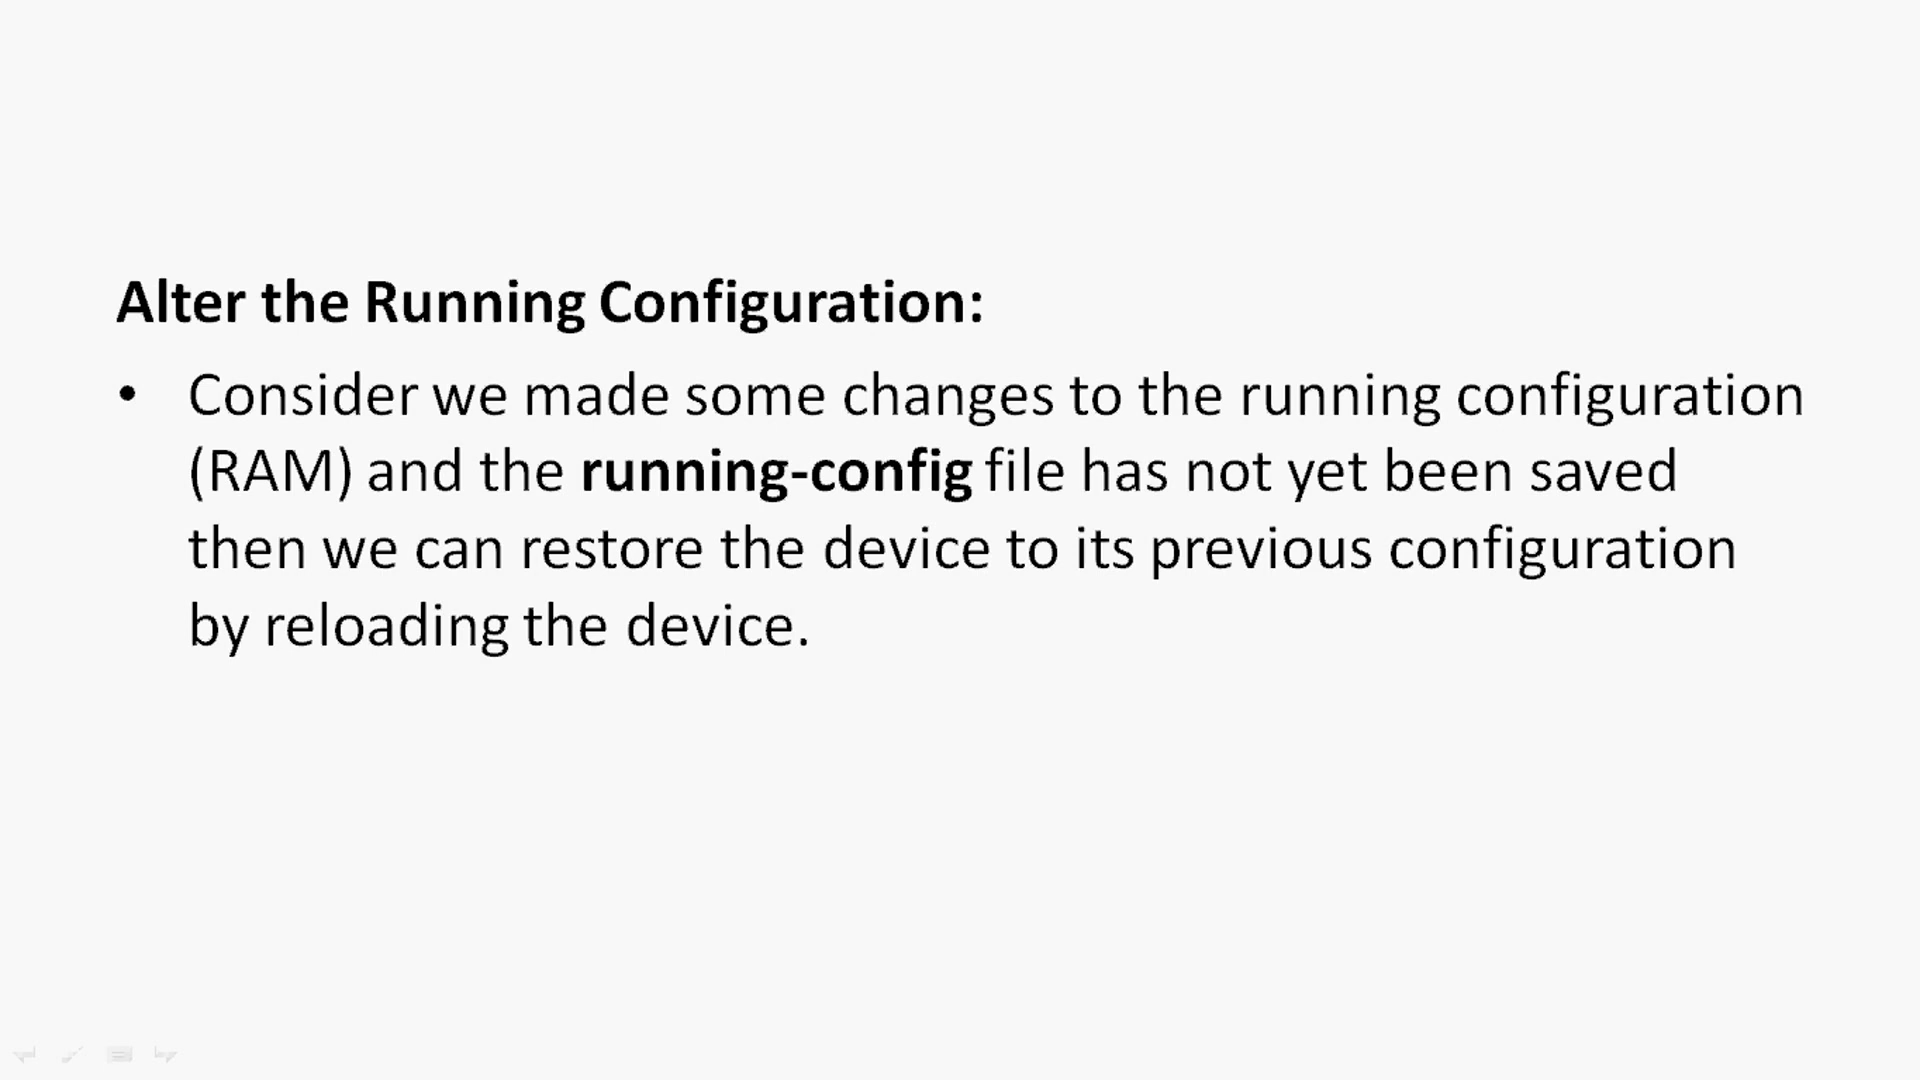 Alter the Running Configuration:
• Consider we made some changes to the running configuration
(RAM) and the running-config file has not yet been saved
then we can restore the device to its previous configuration
by reloading the device.